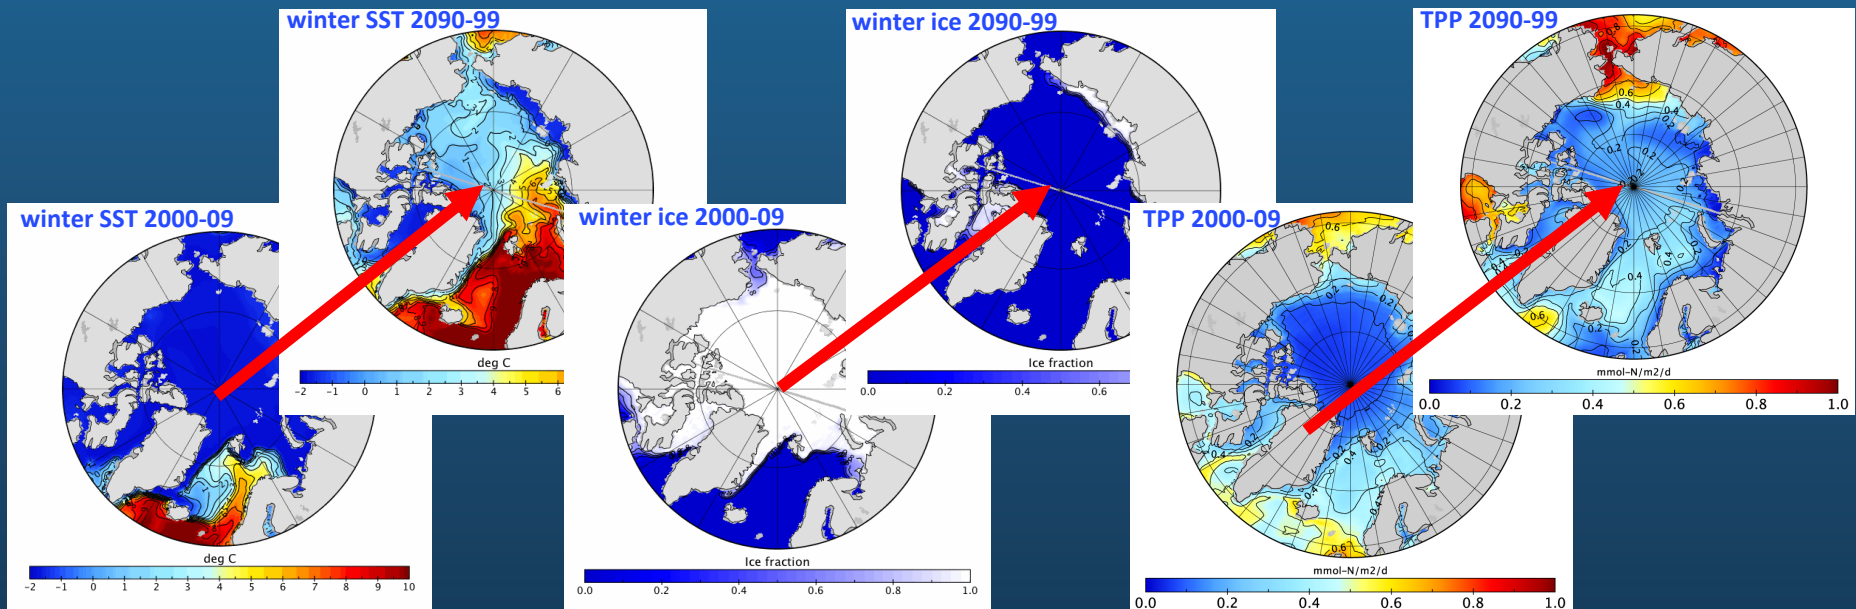 winter SST 2090-99
winter ice 2090-99
TPP 2090-99
winter SST 2000-09
winter ice 2000-09
TPP 2000-09
deg C
-2 -1 0 1 2 3 4 5 6
Ice fraction
0.0 0.2 0.4 0.6
mmol-N/m2/d
0.0 0.2 0.4 0.6 0.8 1.0
deg C
-2 -1 0 1 2 3 4 5 6 7 8 9 10
Ice fraction
0.0 0.2 0.4 0.6 0.8 1.0
mmol-N/m2/d
0.0 0.2 0.4 0.6 0.8 1.0